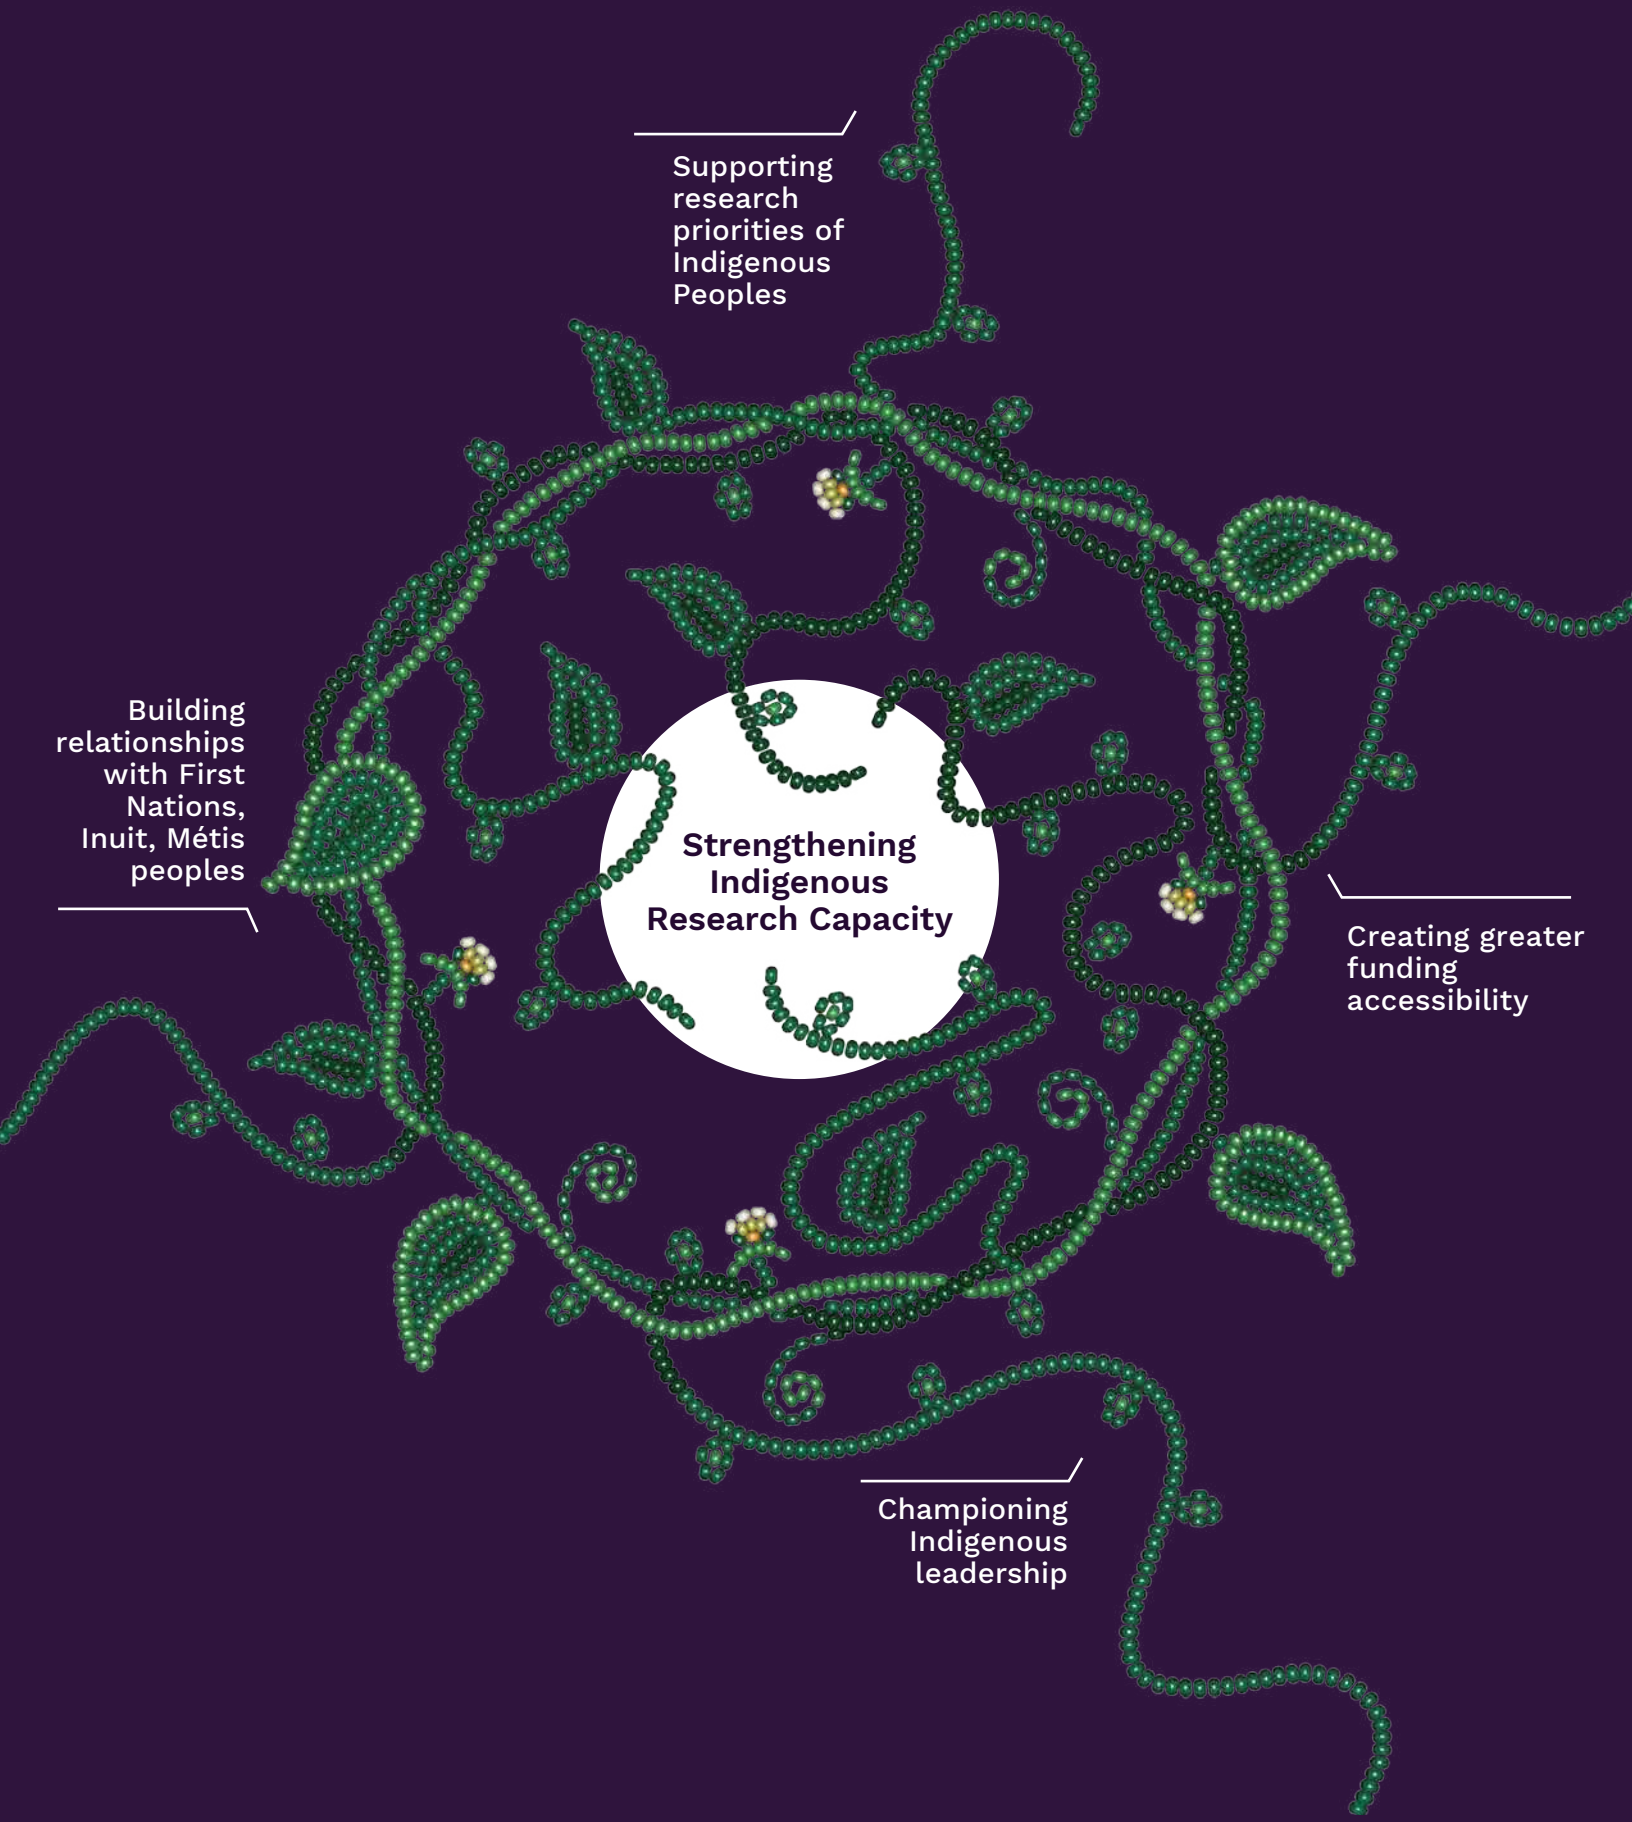 Supporting
research
priorities of
Indigenous
Peoples
Building
relationships
with First
Nations,
Inuit, Métis
peoples
Strengthening
Indigenous
Research Capacity
Creating greater
funding
accessibility
Championing
Indigenous
leadership